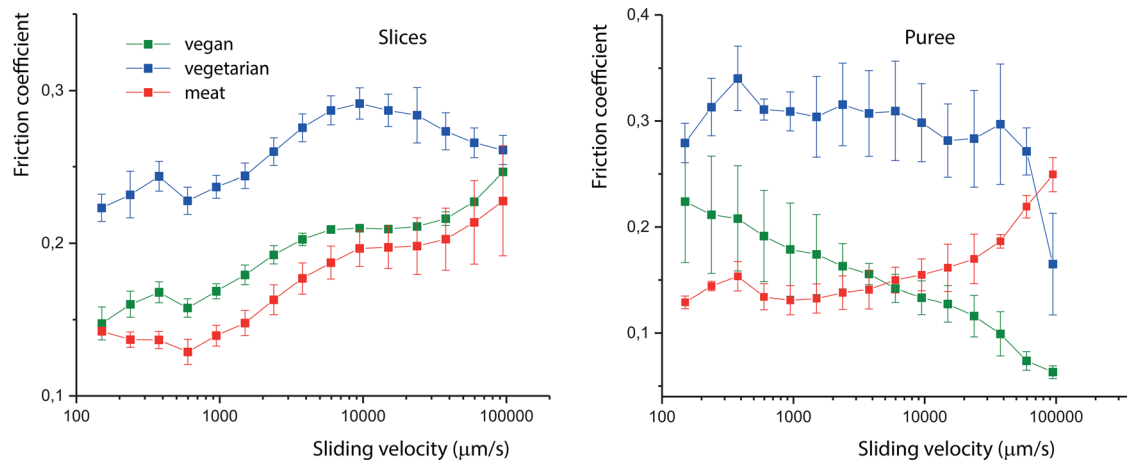 Slices
vegan
vegetarian
meat
Friction coefficient
0,3
0,2
0,1
100
1000
10000
100000
Sliding velocity (μm/s)
Puree
Friction coefficient
0,4
0,3
0,2
0,1
100
1000
10000
100000
Sliding velocity (μm/s)